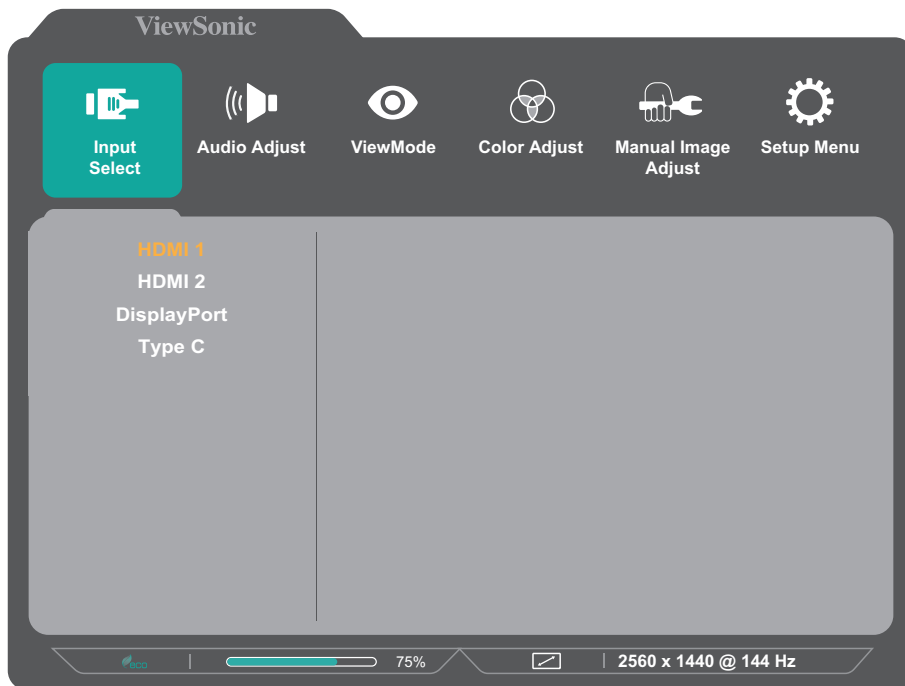 ViewSonic
Input
Select
Audio Adjust
ViewMode
Color Adjust
Manual Image
Adjust
Setup Menu
HDMI 1
HDMI 2
DisplayPort
Type C
eco
75%
2560 x 1440 @ 144 Hz